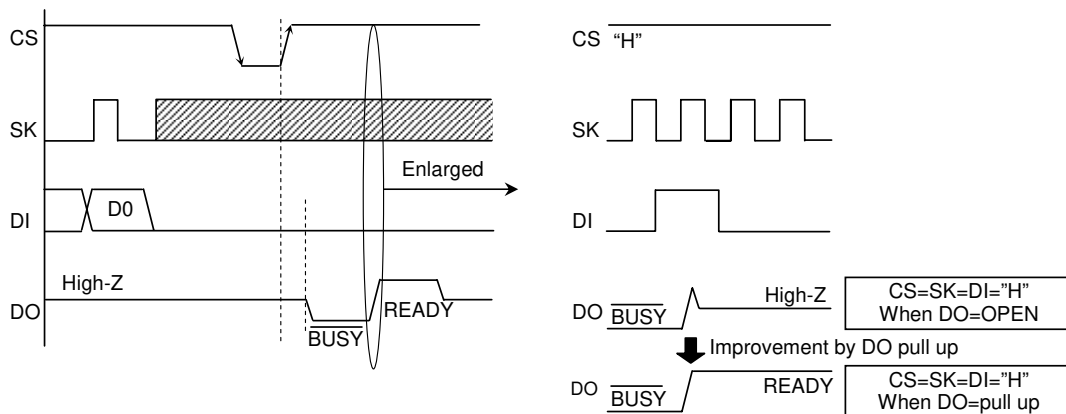 CS
SK
DI
D0
DO
High-Z
BUSY
READY
Enlarged
CS "H"
SK
DI
DO BUSY High-Z
CS=SK=DI="H"
When DO=OPEN
Improvement by DO pull up
DO BUSY READY
CS=SK=DI="H"
When DO=pull up